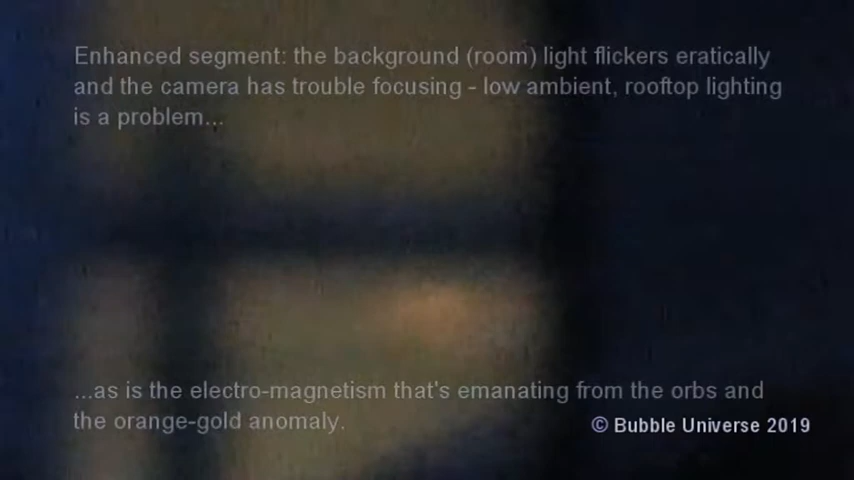 Enhanced segment: the background (room) light flickers eratically
and the camera has trouble focusing - low ambient, rooftop lighting
is a problem...
...as is the electro-magnetism that's emanating from the orbs and
the orange-gold anomaly.
© Bubble Universe 2019